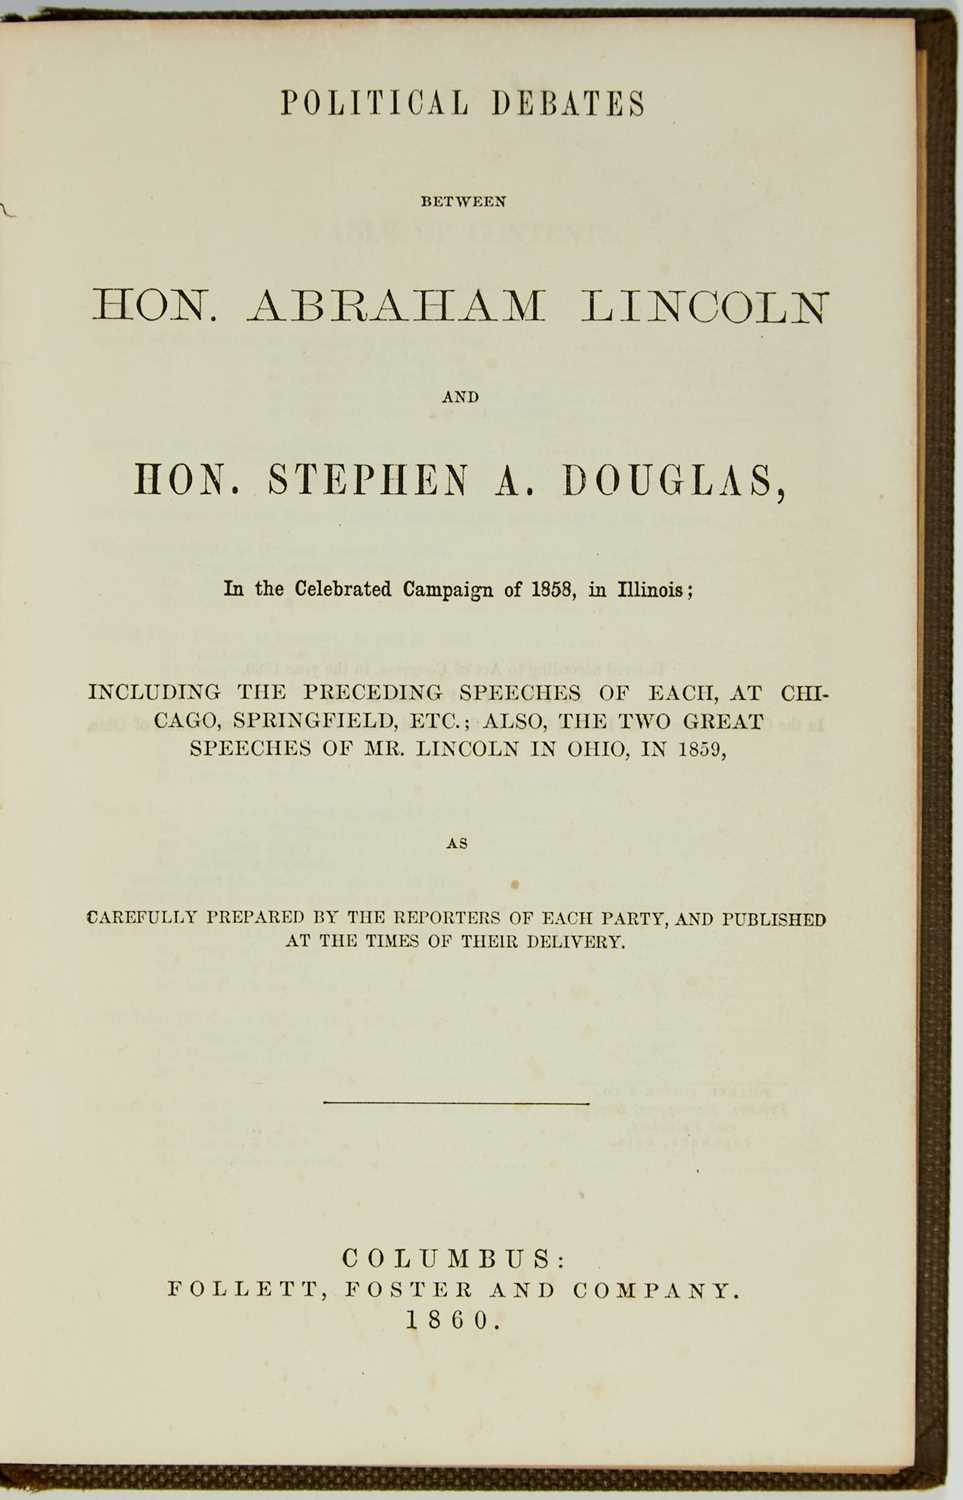 POLITICAL DEBATES
BETWEEN
HON. ABRAHAM LINCOLN
AND
HON. STEPHEN A. DOUGLAS,
In the Celebrated Campaign of 1858, in Illinois;
INCLUDING THE PRECEDING SPEECHES OF EACH, AT CHI-
CAGO, SPRINGFIELD, ETC.; ALSO, THE TWO GREAT
SPEECHES OF MR. LINCOLN IN OHIO, IN 1859,
AS
CAREFULLY PREPARED BY THE REPORTERS OF EACH PARTY, AND PUBLISHED
AT THE TIMES OF THEIR DELIVERY.
COLUMBUS:
FOLLETT, FOSTER AND COMPANY.
1860.